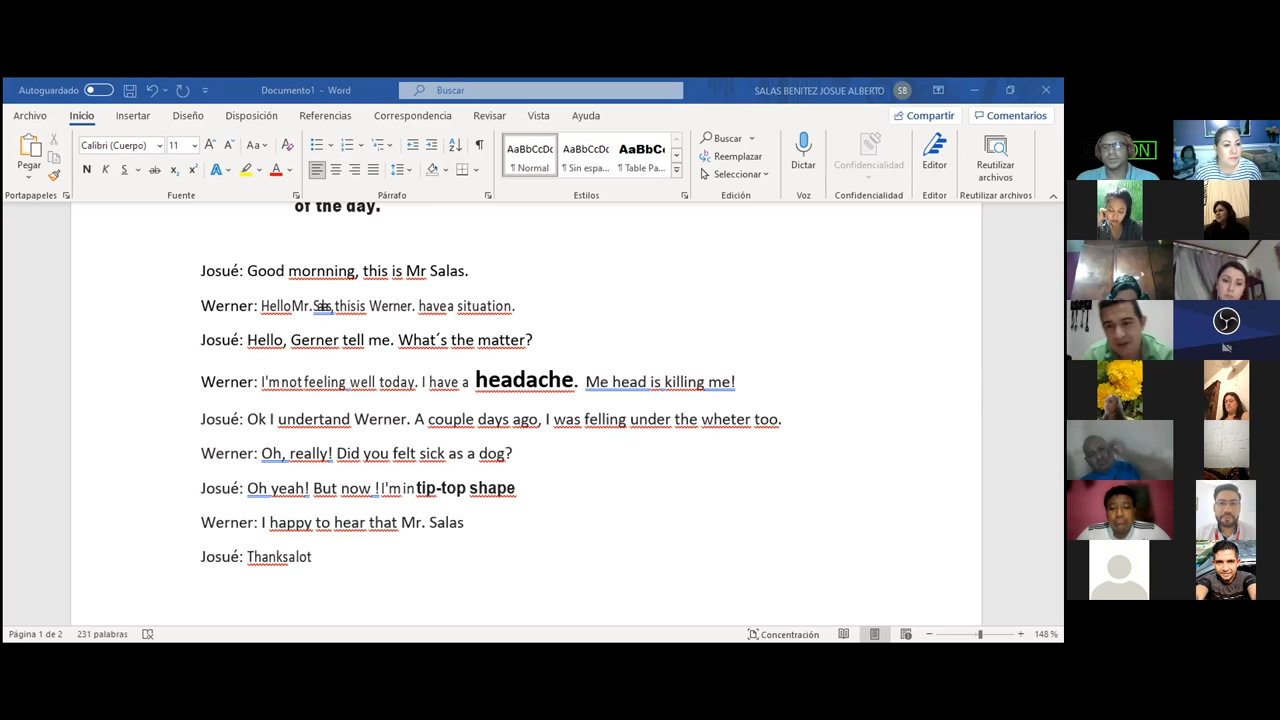 Autoguardado Documento1 - Word Buscar SALAS BENITEZ JOSUE ALBERTO SB
Archivo Inicio Insertar Diseño Disposición Referencias Correspondencia Revisar Vista Ayuda Compartir Comentarios
Pegar
Calibri (Cuerpo) 11
AaBbCcDc AaBbCcDc AaBbC
¶ Normal ¶ Sin espa... ¶ Table Pa...
Buscar
Reemplazar
Seleccionar
Dictar
Confidencialidad
Editor
Reutilizar archivos
Portapapeles Fuente Párrafo Estilos Edición Voz Confidencialidad Editor Reutilizar archivos
of the day.
Josué: Good mornning, this is Mr Salas.
Werner: Hello Mr. Salas, this is Werner. have a situation.
Josué: Hello, Gerner tell me. What´s the matter?
Werner: I'm not feeling well today. I have a headache. Me head is killing me!
Josué: Ok I undertand Werner. A couple days ago, I was felling under the wheter too.
Werner: Oh, really! Did you felt sick as a dog?
Josué: Oh yeah! But now !I'm in tip-top shape
Werner: I happy to hear that Mr. Salas
Josué: Thanksalot
Página 1 de 2 231 palabras Concentración 148 %